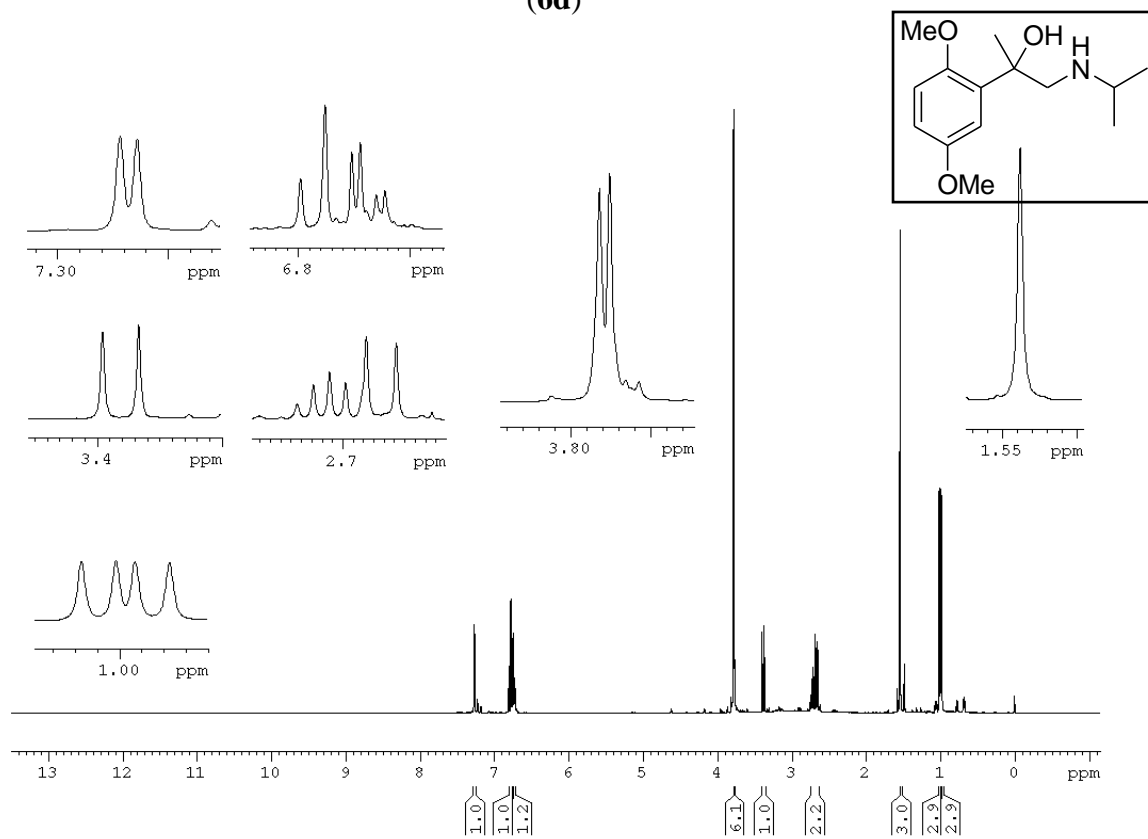 (6d)
MeO
OH
H
N
OMe
7.30 ppm
6.8 ppm
3.4 ppm
2.7 ppm
3.80 ppm
1.55 ppm
1.00 ppm
13 12 11 10 9 8 7 6 5 4 3 2 1 0 ppm
1.0 1.0 1.2 6.1 1.0 2.2 3.0 2.9 2.9